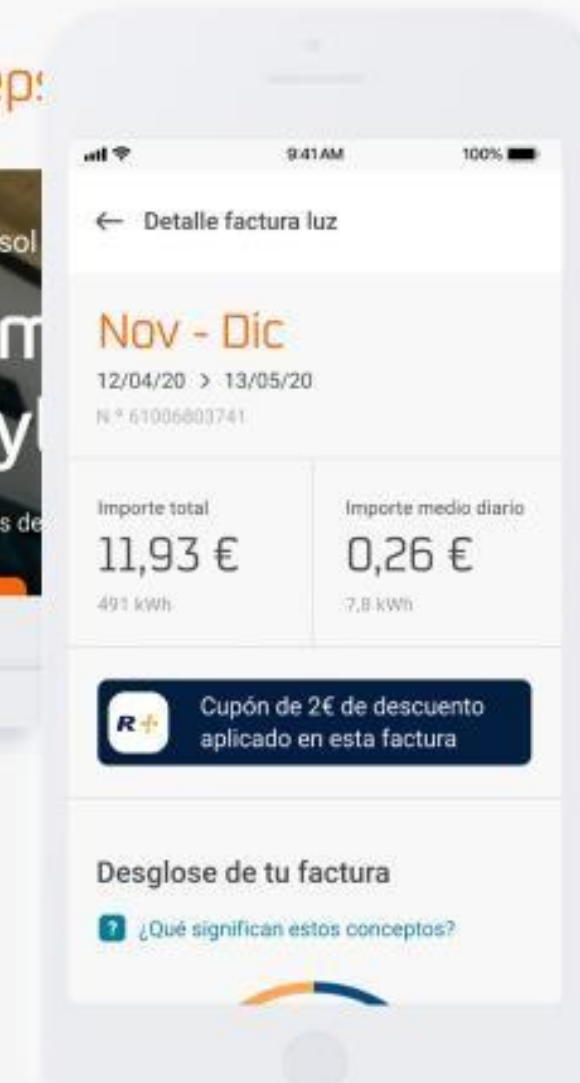 sol
s de
9:41 AM 100%
← Detalle factura luz
Nov - Dic
12/04/20 > 13/05/20
N º 61006803741
Importe total
11,93 €
491 kWh
Importe medio diario
0,26 €
7,8 kWh
R+
Cupón de 2€ de descuento
aplicado en esta factura
Desglose de tu factura
? ¿Qué significan estos conceptos?